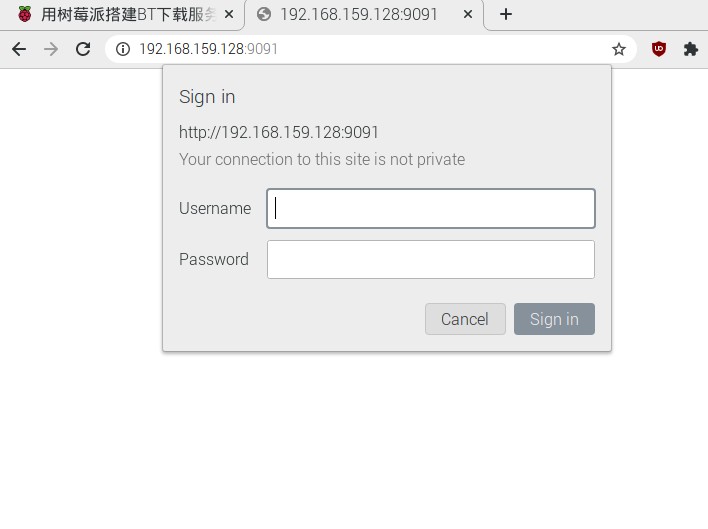 用树莓派搭建BT下载服务
192.168.159.128:9091
192.168.159.128:9091
Sign in
http://192.168.159.128:9091
Your connection to this site is not private
Username
Password
Cancel
Sign in